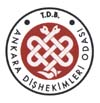 T.D.B.
ANKARA DİŞHEKİMLERİ ODASI